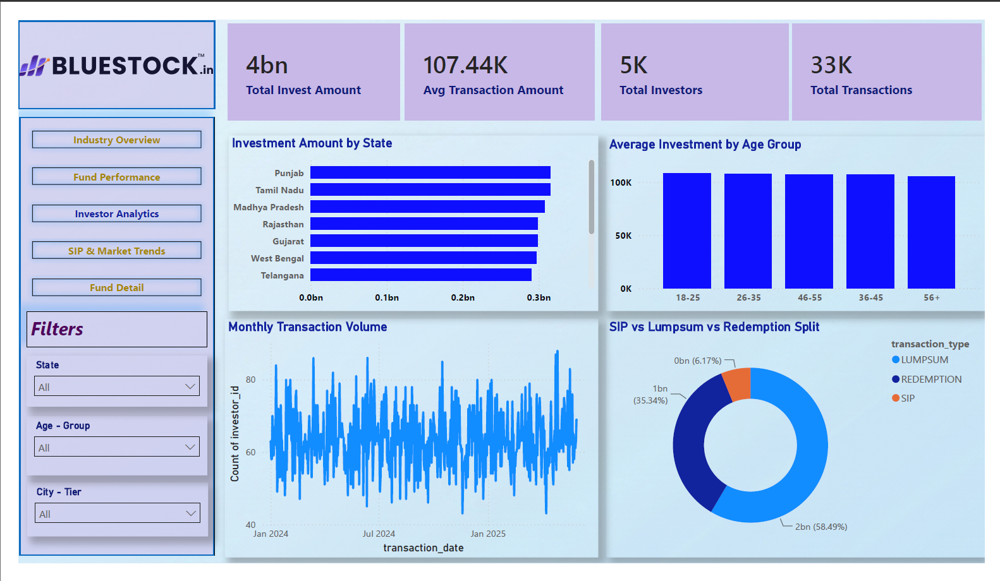 BLUESTOCK.in™
Industry Overview
Fund Performance
Investor Analytics
SIP & Market Trends
Fund Detail
Filters
State
All
Age - Group
All
City - Tier
All
4bn
Total Invest Amount
107.44K
Avg Transaction Amount
5K
Total Investors
33K
Total Transactions
Investment Amount by State
Punjab
Tamil Nadu
Madhya Pradesh
Rajasthan
Gujarat
West Bengal
Telangana
0.0bn 0.1bn 0.2bn 0.3bn
Average Investment by Age Group
100K
50K
0K
18-25 26-35 46-55 36-45 56+
Monthly Transaction Volume
Count of investor_id
80
60
40
Jan 2024 Jul 2024 Jan 2025
transaction_date
SIP vs Lumpsum vs Redemption Split
transaction_type
LUMPSUM
REDEMPTION
SIP
0bn (6.17%)
1bn
(35.34%)
2bn (58.49%)